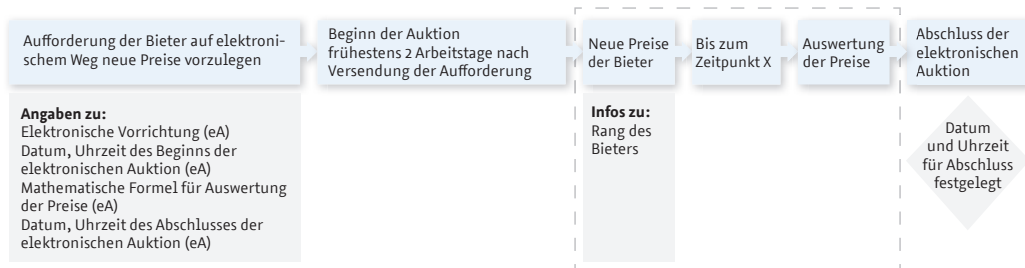 Aufforderung der Bieter auf elektroni-
schem Weg neue Preise vorzulegen
Beginn der Auktion
frühestens 2 Arbeitstage nach
Versendung der Aufforderung
Neue Preise
der Bieter
Bis zum
Zeitpunkt X
Auswertung
der Preise
Abschluss der
elektronischen
Auktion
Angaben zu:
Elektronische Vorrichtung (eA)
Datum, Uhrzeit des Beginns der
elektronischen Auktion (eA)
Mathematische Formel für Auswertung
der Preise (eA)
Datum, Uhrzeit des Abschlusses der
elektronischen Auktion (eA)
Infos zu:
Rang des
Bieters
Datum
und Uhrzeit
für Abschluss
festgelegt